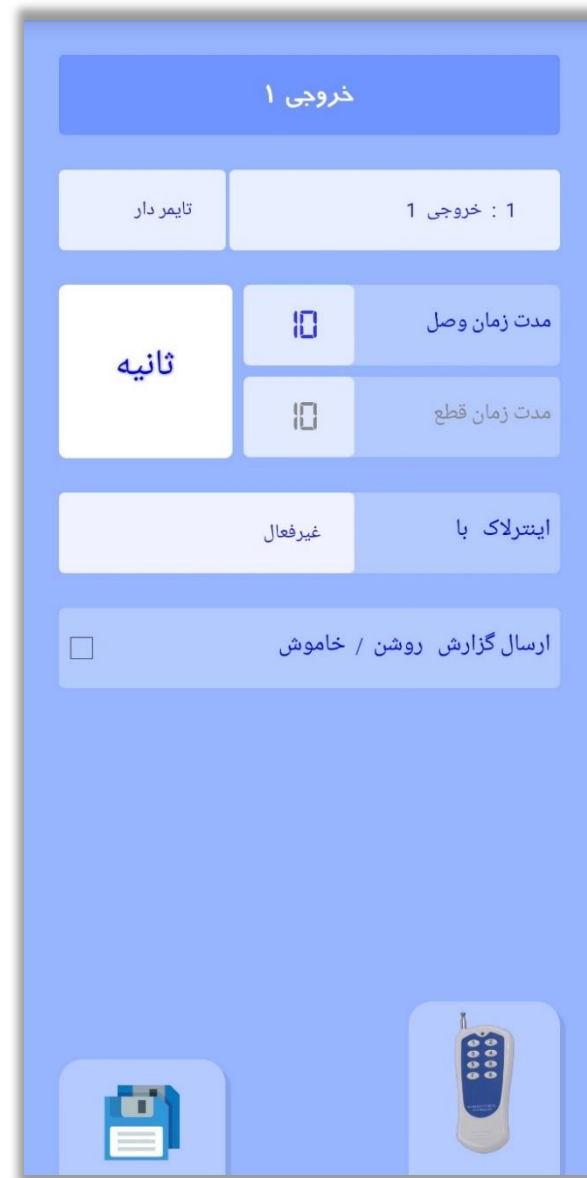 خروجی ۱
1 : خروجی 1
تایمر دار
مدت زمان وصل
10
ثانیه
مدت زمان قطع
10
اینترلاک با
غیرفعال
ارسال گزارش روشن / خاموش